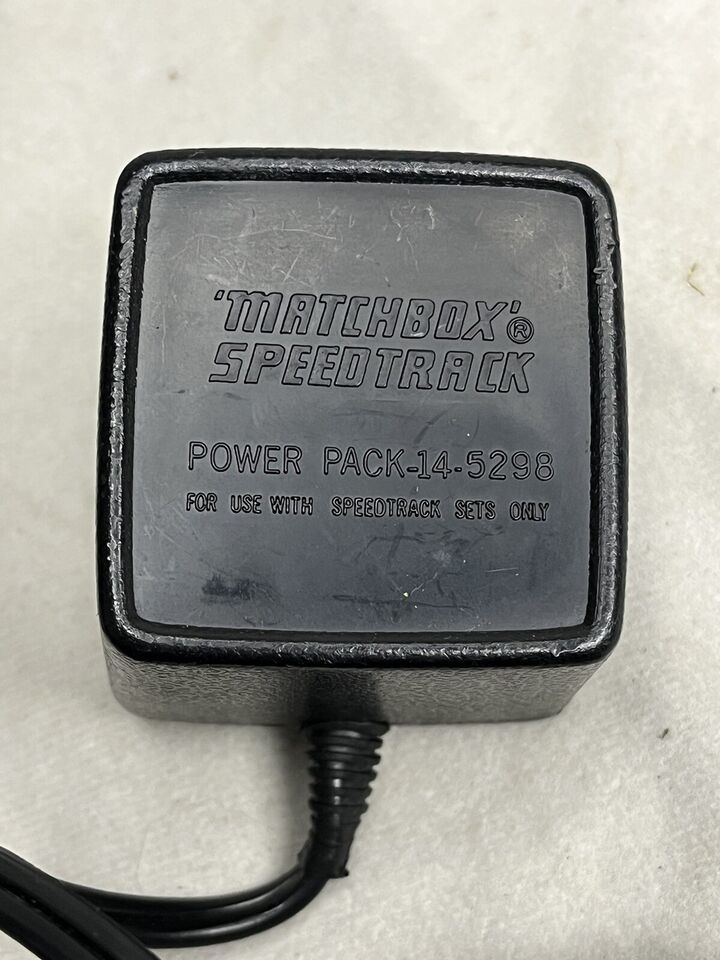 'MATCHBOX'®
SPEEDTRACK
POWER PACK-14-5298
FOR USE WITH SPEEDTRACK SETS ONLY